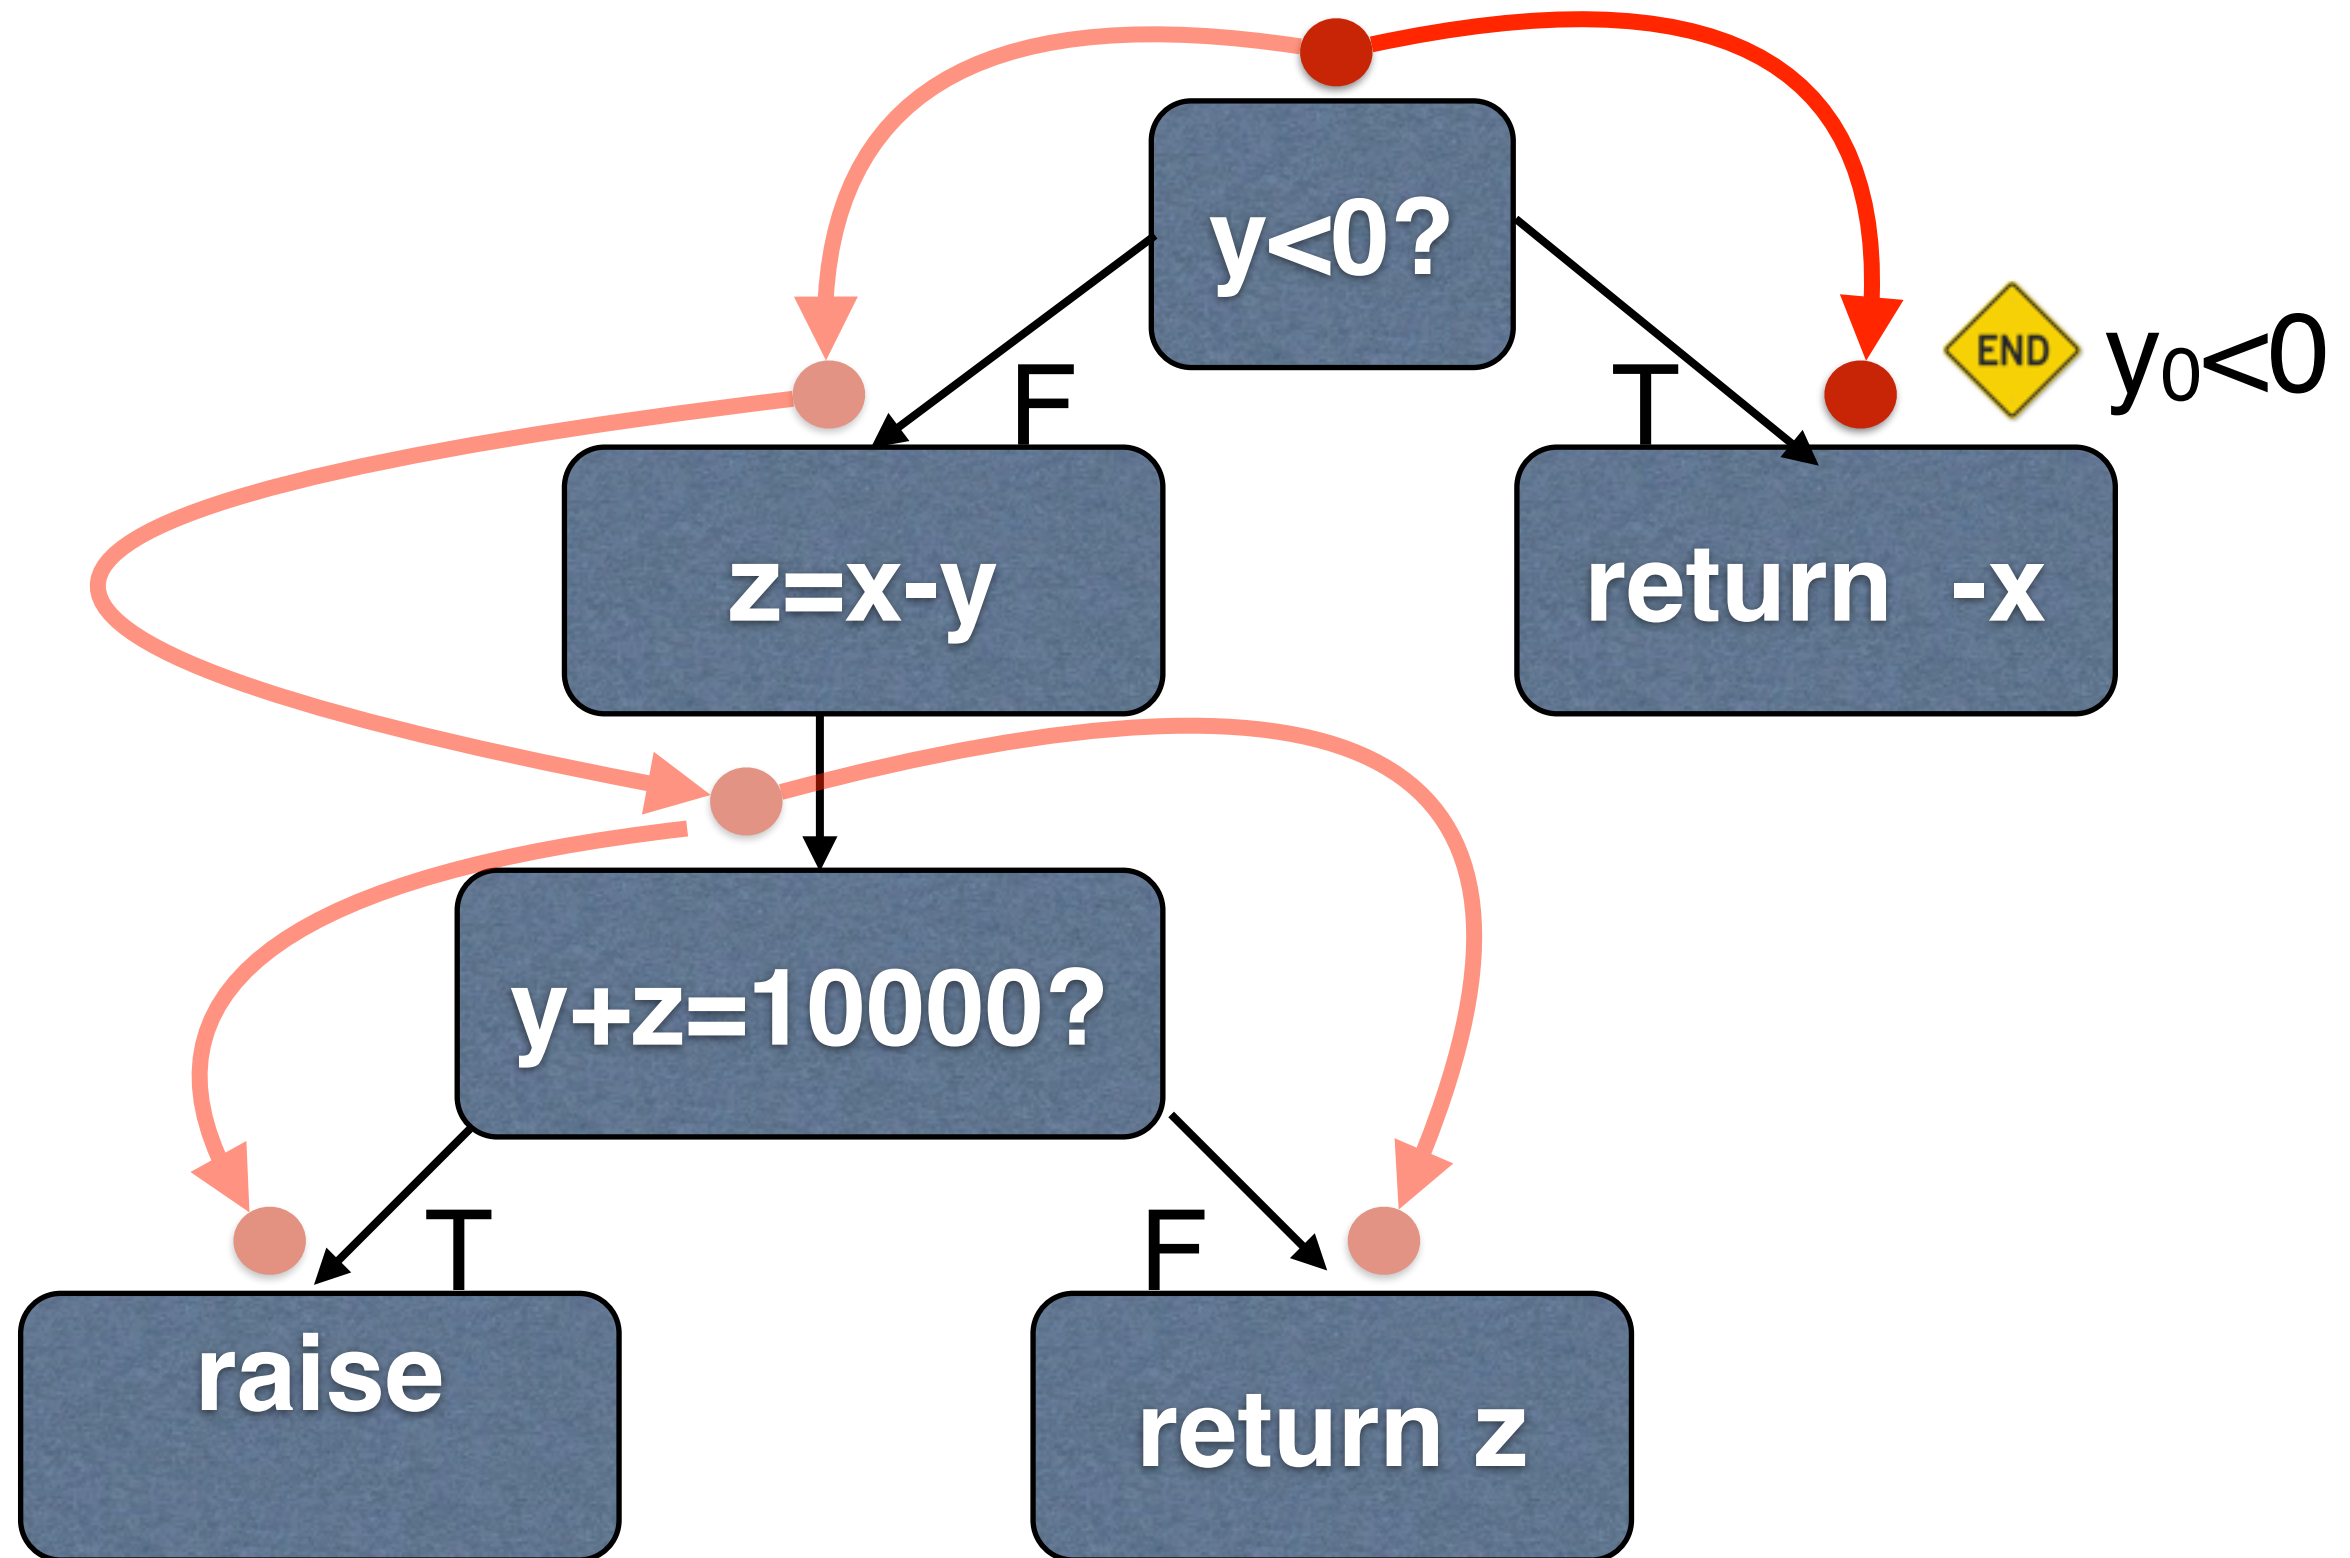 y<0?
END
y₀<0
F
T
z=x-y
return -x
y+z=10000?
T
F
raise
return z